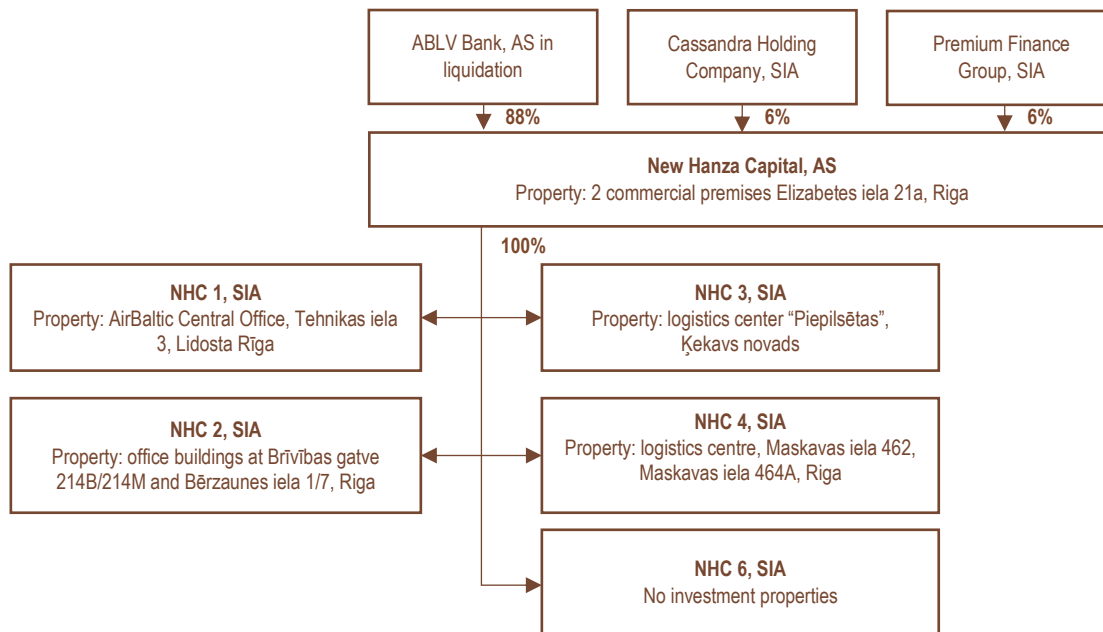 ABLV Bank, AS in
liquidation
Cassandra Holding
Company, SIA
Premium Finance
Group, SIA
88%
6%
6%
New Hanza Capital, AS
Property: 2 commercial premises Elizabetes iela 21a, Riga
100%
NHC 1, SIA
Property: AirBaltic Central Office, Tehnikas iela
3, Lidosta Rīga
NHC 3, SIA
Property: logistics center “Piepilsētas”,
Ķekavs novads
NHC 2, SIA
Property: office buildings at Brīvības gatve
214B/214M and Bērzaunes iela 1/7, Riga
NHC 4, SIA
Property: logistics centre, Maskavas iela 462,
Maskavas iela 464A, Riga
NHC 6, SIA
No investment properties